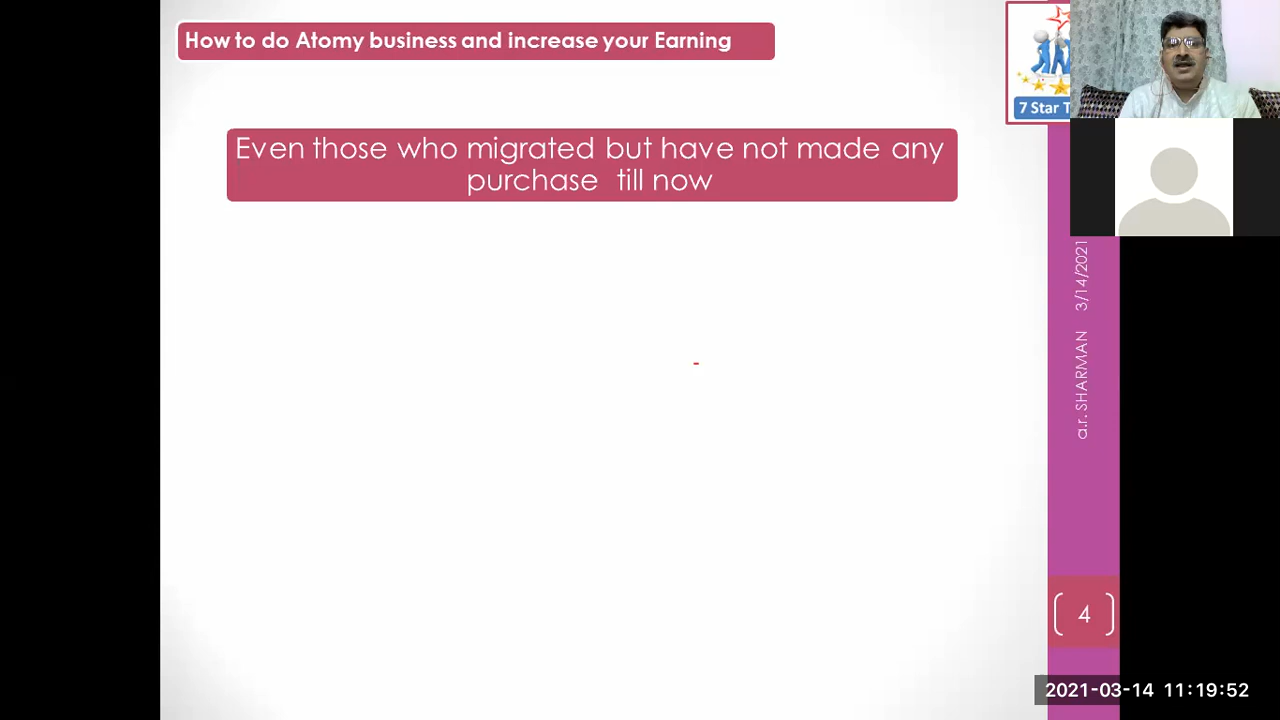 How to do Atomy business and increase your Earning
7 Star T
Even those who migrated but have not made any
purchase till now
a.r. SHARMAN 3/14/2021
4
2021-03-14 11:19:52